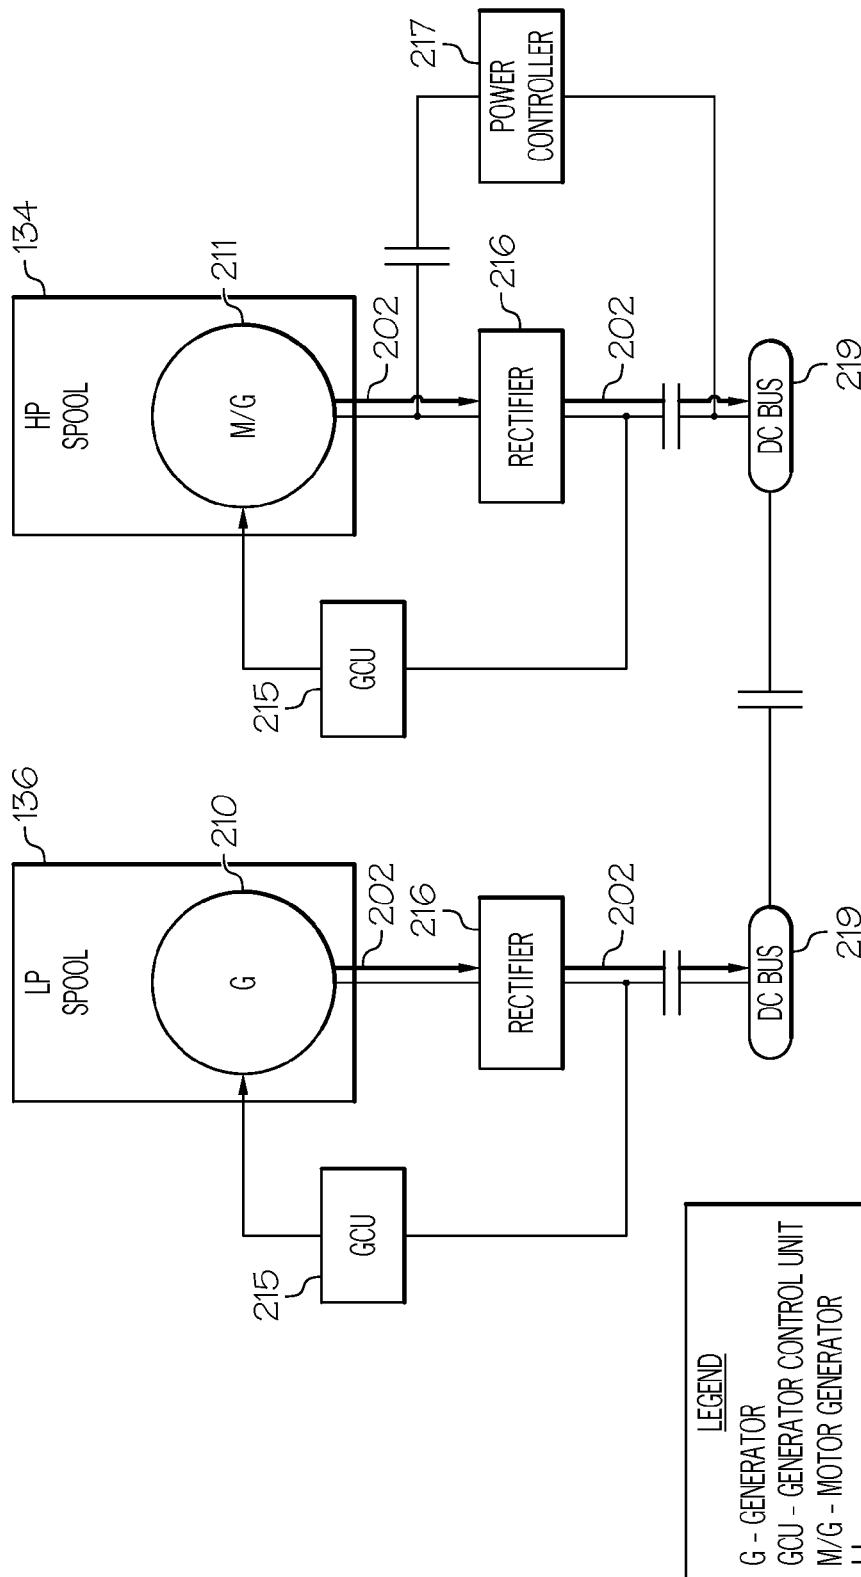 136
LP
SPOOL
210
G
215
GCU
202
216
RECTIFIER
202
DC BUS
219
134
HP
SPOOL
211
M/G
215
GCU
202
216
RECTIFIER
202
217
POWER
CONTROLLER
DC BUS
219
LEGEND
G - GENERATOR
GCU - GENERATOR CONTROL UNIT
M/G - MOTOR GENERATOR